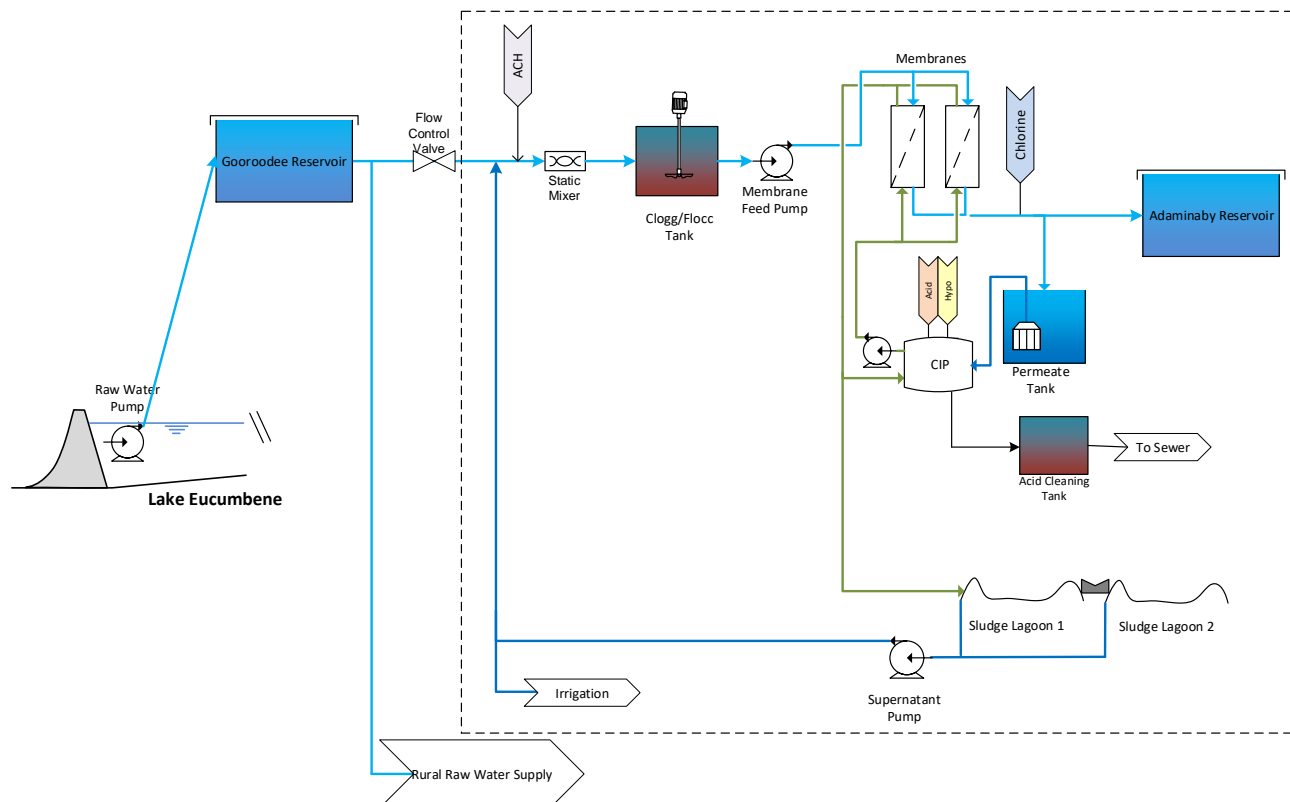 ACH
Membranes
Flow
Control
Valve
Gooroodee Reservoir
Chlorine
Static
Mixer
Membrane
Feed Pump
Clogg/Flocc
Tank
Adaminaby Reservoir
Acid
Hypo
CIP
Permeate
Tank
Raw Water
Pump
To Sewer
Acid Cleaning
Tank
Lake Eucumbene
Sludge Lagoon 1
Sludge Lagoon 2
Irrigation
Supernatant
Pump
Rural Raw Water Supply